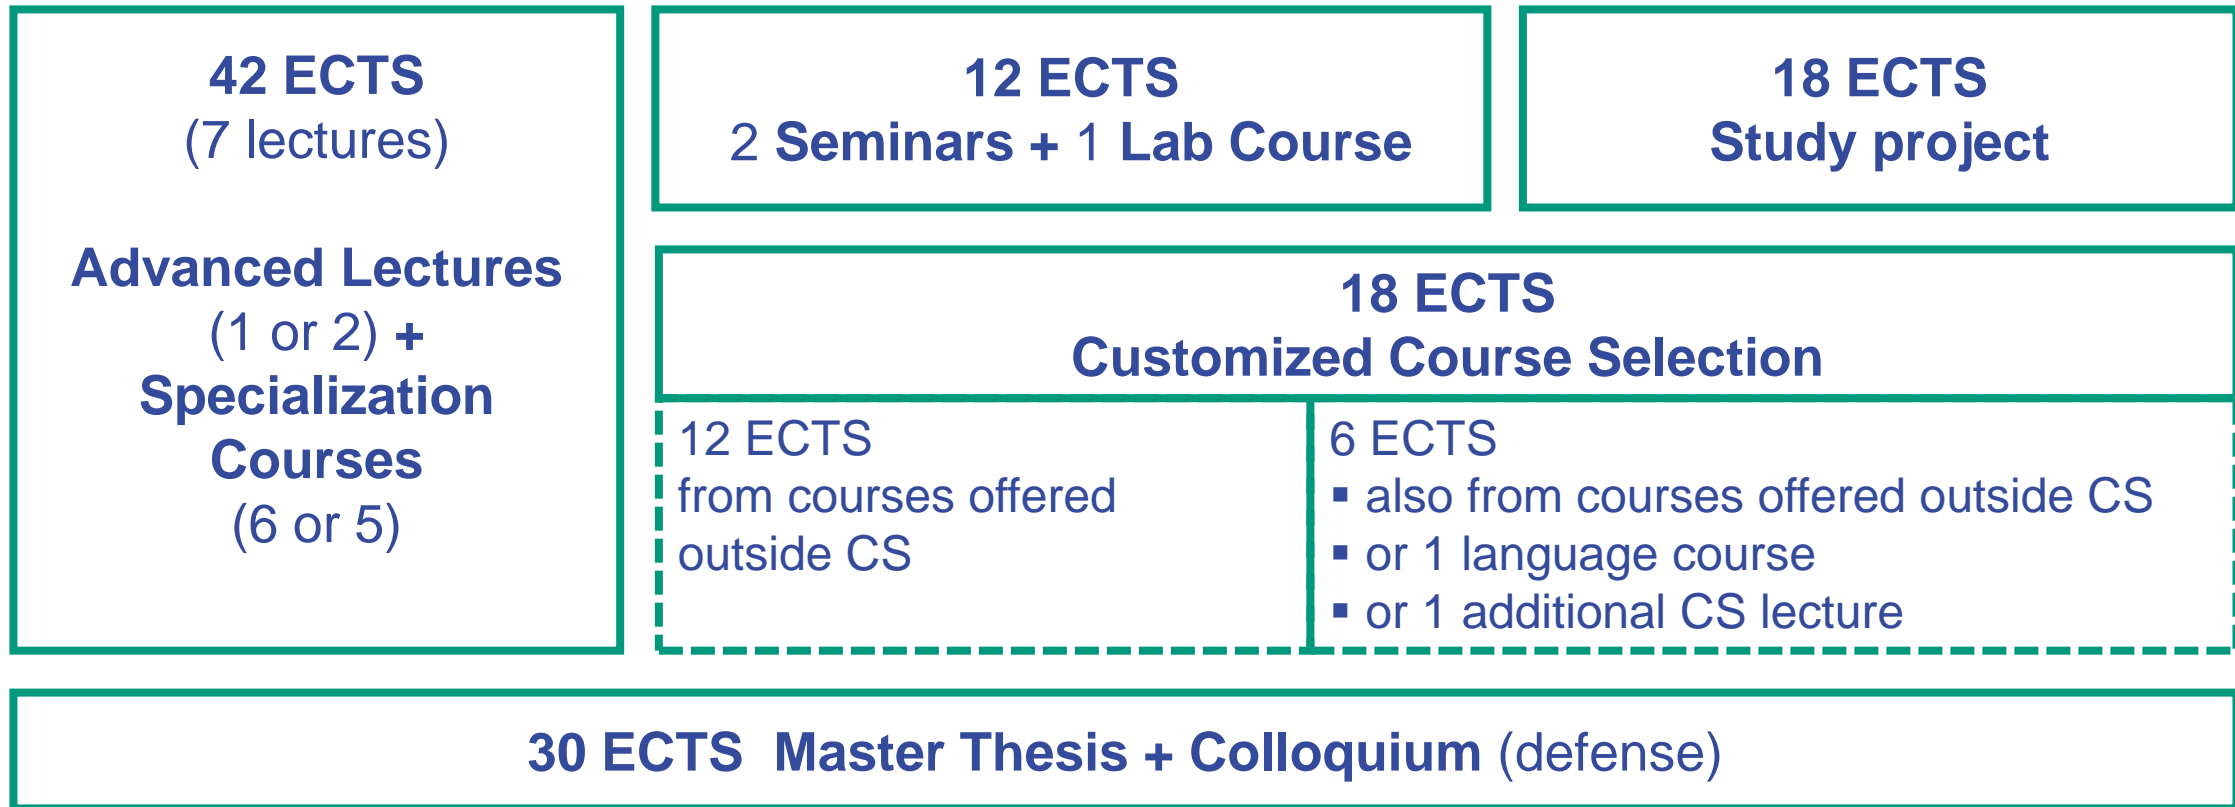 42 ECTS
(7 lectures)
Advanced Lectures
(1 or 2) +
Specialization
Courses
(6 or 5)
12 ECTS
2 Seminars + 1 Lab Course
18 ECTS
Study project
18 ECTS
Customized Course Selection
12 ECTS
from courses offered
outside CS
6 ECTS
▪ also from courses offered outside CS
▪ or 1 language course
▪ or 1 additional CS lecture
30 ECTS Master Thesis + Colloquium (defense)